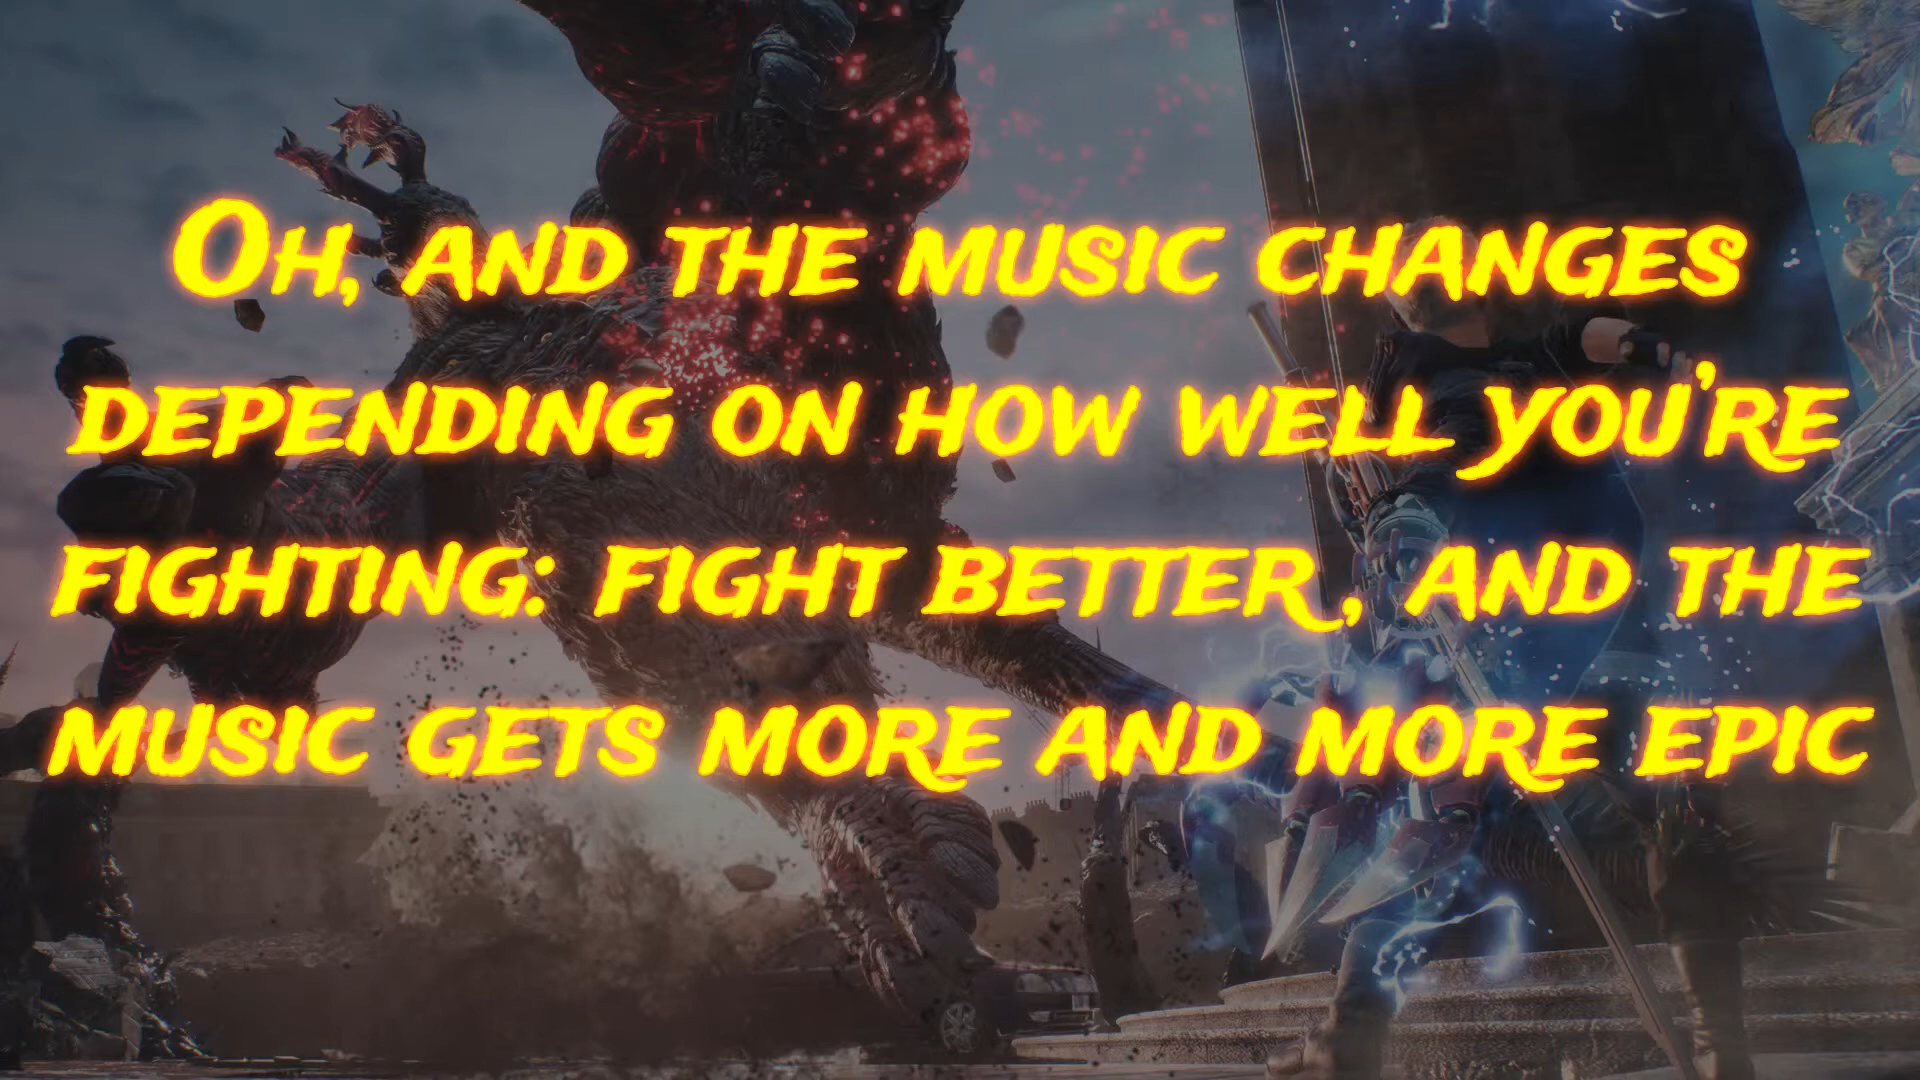 Oh, and the music changes
depending on how well you're
fighting: fight better, and the
music gets more and more epic